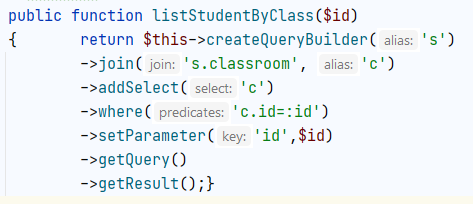 public function listStudentByClass($id)
{       return $this->createQueryBuilder( alias: 's')
        ->join( join: 's.classroom', alias: 'c')
        ->addSelect( select: 'c')
        ->where( predicates: 'c.id=:id')
        ->setParameter( key: 'id',$id)
        ->getQuery()
        ->getResult();}